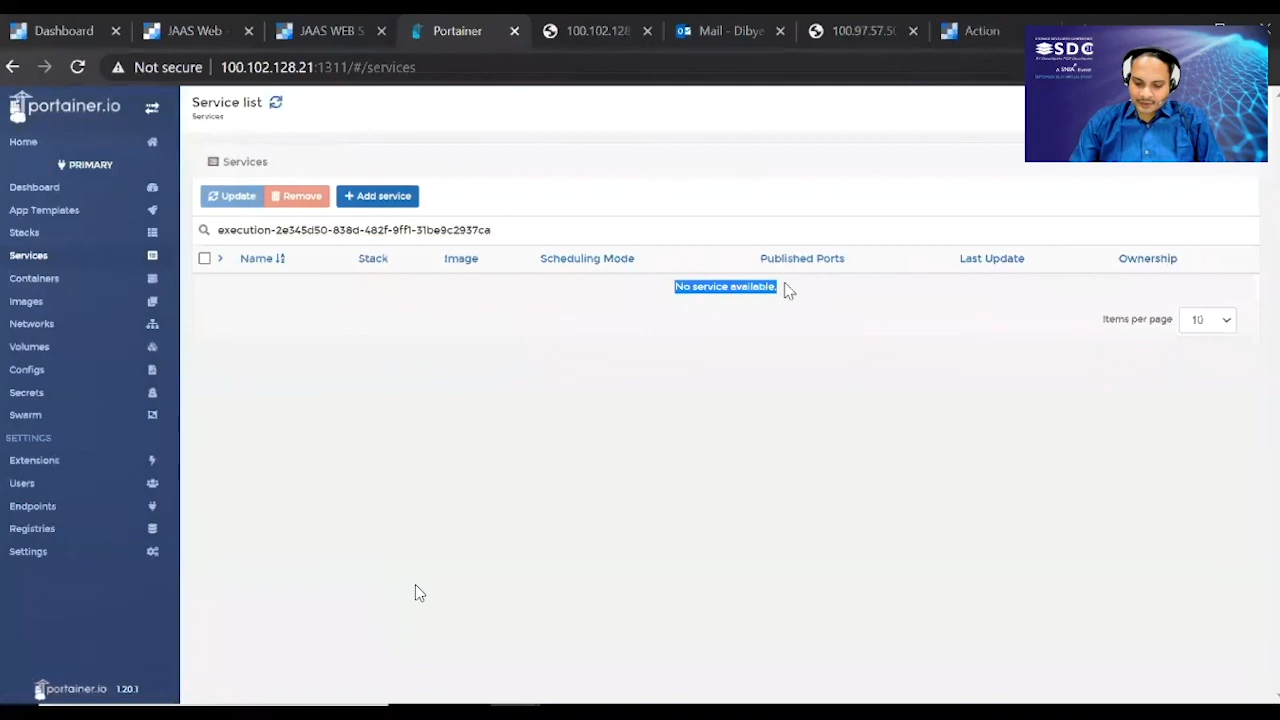 Dashboard
JAAS Web -
JAAS WEB S
Portainer
100.102.128
Mail - Dibye
100.97.57.50
Action
Not secure
100.102.128.21:1311/#/services
SDC
A SNIA Event
portainer.io
Home
PRIMARY
Dashboard
App Templates
Stacks
Services
Containers
Images
Networks
Volumes
Configs
Secrets
Swarm
SETTINGS
Extensions
Users
Endpoints
Registries
Settings
portainer.io 1.20.1
Service list
Services
Services
Update
Remove
+ Add service
execution-2e345d50-838d-482f-9ff1-31be9c2937ca
Name
Stack
Image
Scheduling Mode
Published Ports
Last Update
Ownership
No service available.
Items per page
10